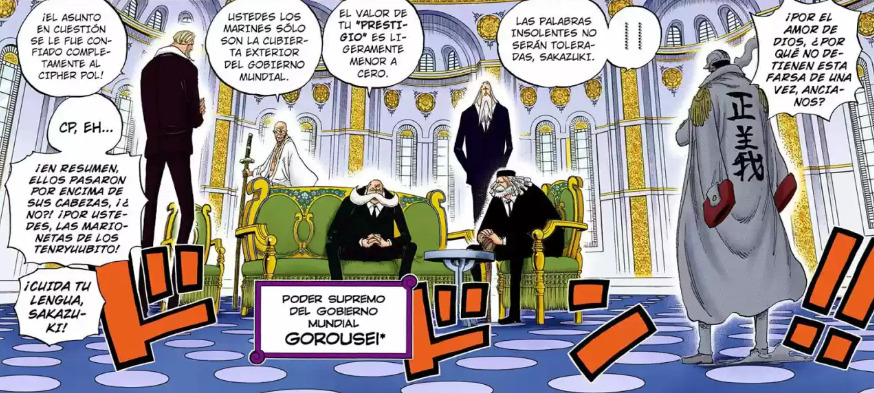 ¡POR EL
AMOR DE
DIOS, ¿POR
QUÉ NO DE-
TIENEN ESTA
FARSA DE UNA
VEZ, ANCIA-
NOS?
正
義
LAS PALABRAS
INSOLENTES NO
SERÁN TOLERA-
DAS, SAKAZUKI.
EL VALOR DE
TU "PRESTI-
GIO" ES LI-
GERAMENTE
MENOR A
CERO.
USTEDES LOS
MARINES SÓLO
SON LA CUBIER-
TA EXTERIOR
DEL GOBIERNO
MUNDIAL.
¡EL ASUNTO
EN CUESTIÓN
SE LE FUE CON-
FIADO COMPLE-
TAMENTE AL
CIPHER POL!
CP, EH...
¡EN RESUMEN,
ELLOS PASARON
POR ENCIMA DE
SUS CABEZAS, ¡¿
NO?! ¡POR USTE-
DES, LAS MARIO-
NETAS DE LOS
TENRYUUBITO!
¡CUIDA TU
LENGUA,
SAKAZU-
KI!
PODER SUPREMO
DEL GOBIERNO
MUNDIAL
GOROUSEI*
ドドン!!